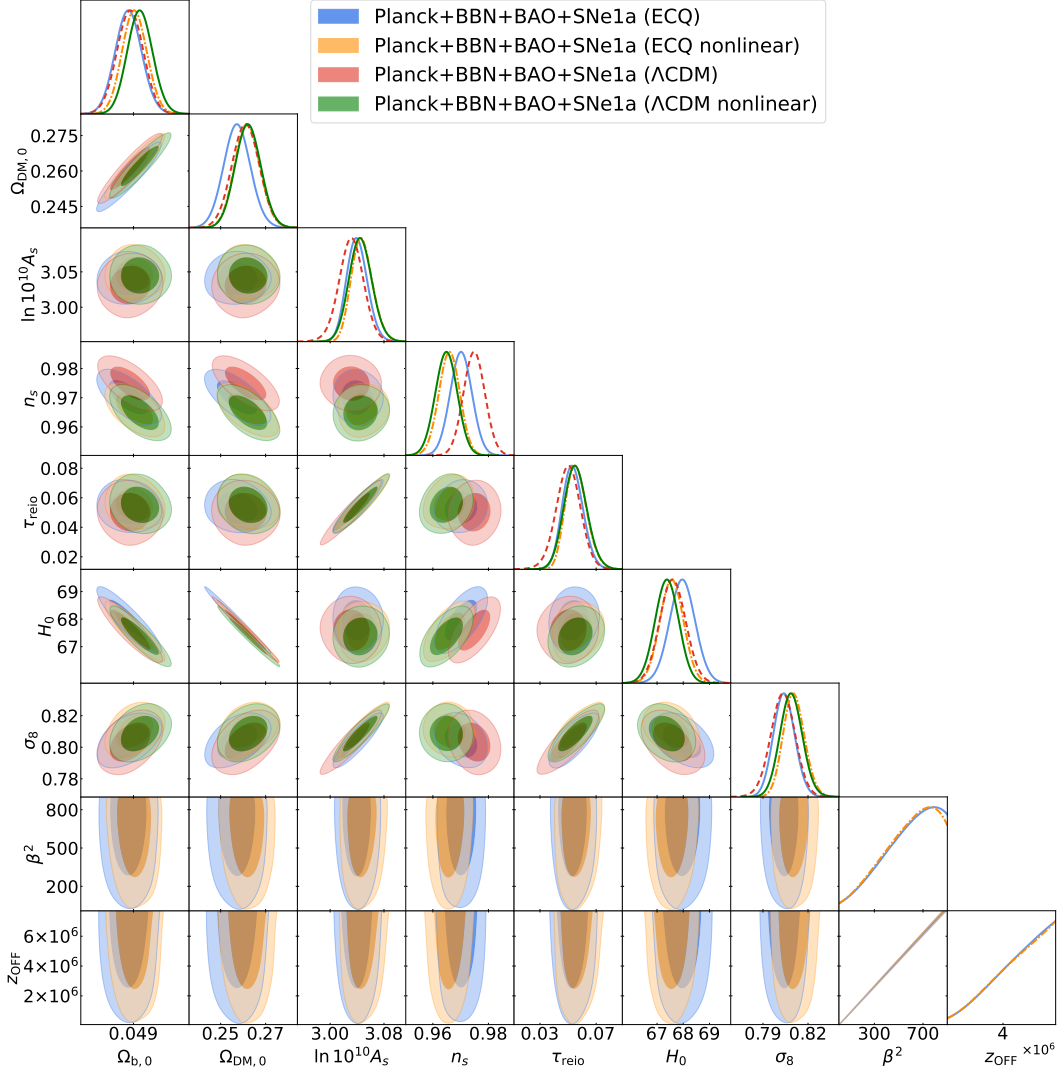 Planck+BBN+BAO+SNe1a (ECQ)
Planck+BBN+BAO+SNe1a (ECQ nonlinear)
Planck+BBN+BAO+SNe1a (ΛCDM)
Planck+BBN+BAO+SNe1a (ΛCDM nonlinear)
0.275
0.260
0.245
Ω_DM, 0
3.05
3.00
ln 10^10 A_s
0.98
0.97
0.96
n_s
0.08
0.06
0.04
0.02
τ_reio
69
68
67
H_0
0.82
0.80
0.78
σ_8
800
500
200
β^2
6×10^6
4×10^6
2×10^6
z_OFF
0.049
0.25 0.27
3.00 3.08
0.96 0.98
0.03 0.07
67 68 69
0.79 0.82
300 700
4
×10^6
Ω_b, 0
Ω_DM, 0
ln 10^10 A_s
n_s
τ_reio
H_0
σ_8
β^2
z_OFF